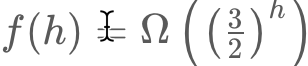 f(h) = Ω((3/2)^h)